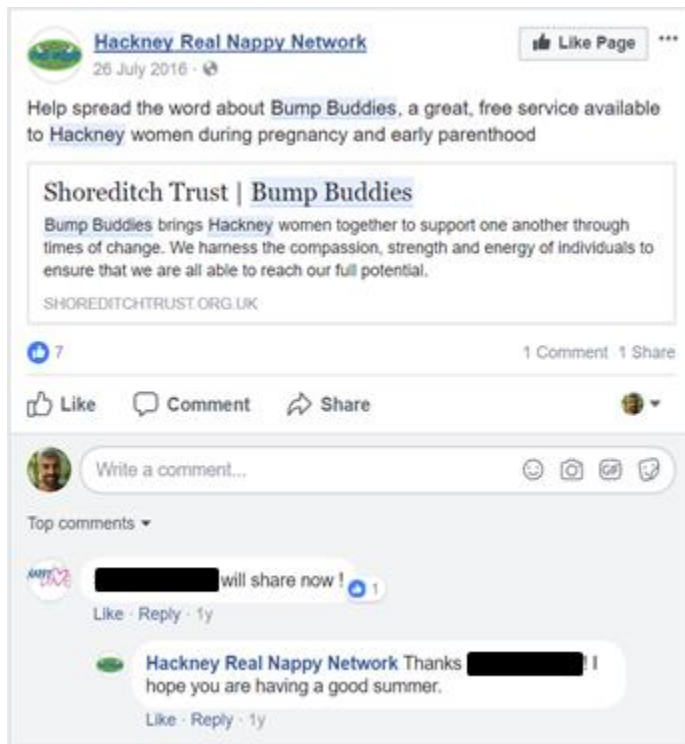 Hackney Real Nappy Network
Like Page
26 July 2016
Help spread the word about Bump Buddies, a great, free service available
to Hackney women during pregnancy and early parenthood
Shoreditch Trust | Bump Buddies
Bump Buddies brings Hackney women together to support one another through
times of change. We harness the compassion, strength and energy of individuals to
ensure that we are all able to reach our full potential.
SHOREDITCHTRUST.ORG.UK
7
1 Comment 1 Share
Like Comment Share
Write a comment...
GIF
Top comments
will share now !
1
Like · Reply · 1y
Hackney Real Nappy Network Thanks ! I
hope you are having a good summer.
Like · Reply · 1y